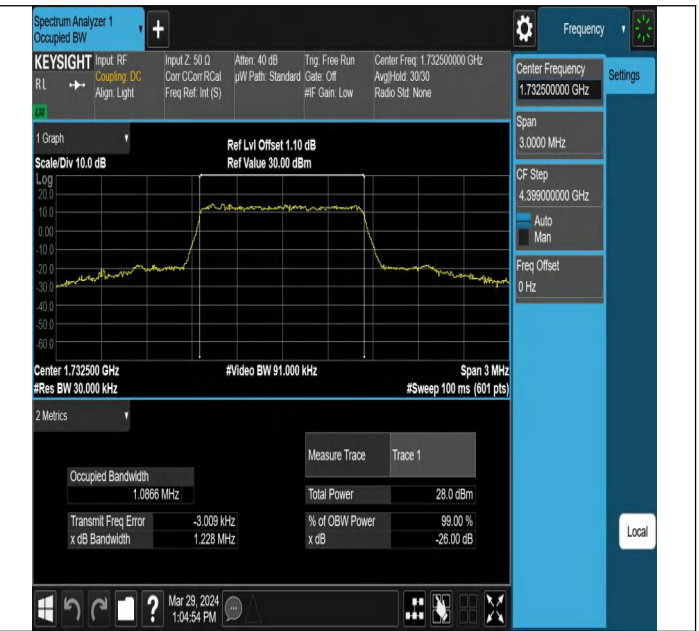 Spectrum Analyzer 1
Occupied BW
Frequency
KEYSIGHT
RL
Input: RF
Coupling: DC
Align: Light
Input Z: 50 Ω
Corr CCorr RCal
Freq Ref: Int (S)
Atten: 40 dB
µW Path: Standard
Trig: Free Run
Gate: Off
#IF Gain: Low
Center Freq: 1.732500000 GHz
Avg|Hold: 30/30
Radio Std: None
Center Frequency
1.732500000 GHz
Settings
Span
3.0000 MHz
CF Step
4.399000000 GHz
Auto
Man
Freq Offset
0 Hz
1 Graph
Scale/Div 10.0 dB
Ref Lvl Offset 1.10 dB
Ref Value 30.00 dBm
Log
20.0
10.0
0.00
-10.0
-20.0
-30.0
-40.0
-50.0
-60.0
Center 1.732500 GHz
#Video BW 91.000 kHz
Span 3 MHz
#Res BW 30.000 kHz
#Sweep 100 ms (601 pts)
2 Metrics
Measure Trace
Trace 1
Occupied Bandwidth
1.0866 MHz
Total Power
28.0 dBm
Transmit Freq Error
-3.009 kHz
% of OBW Power
99.00 %
x dB Bandwidth
1.228 MHz
x dB
-26.00 dB
Local
Mar 29, 2024
1:04:54 PM